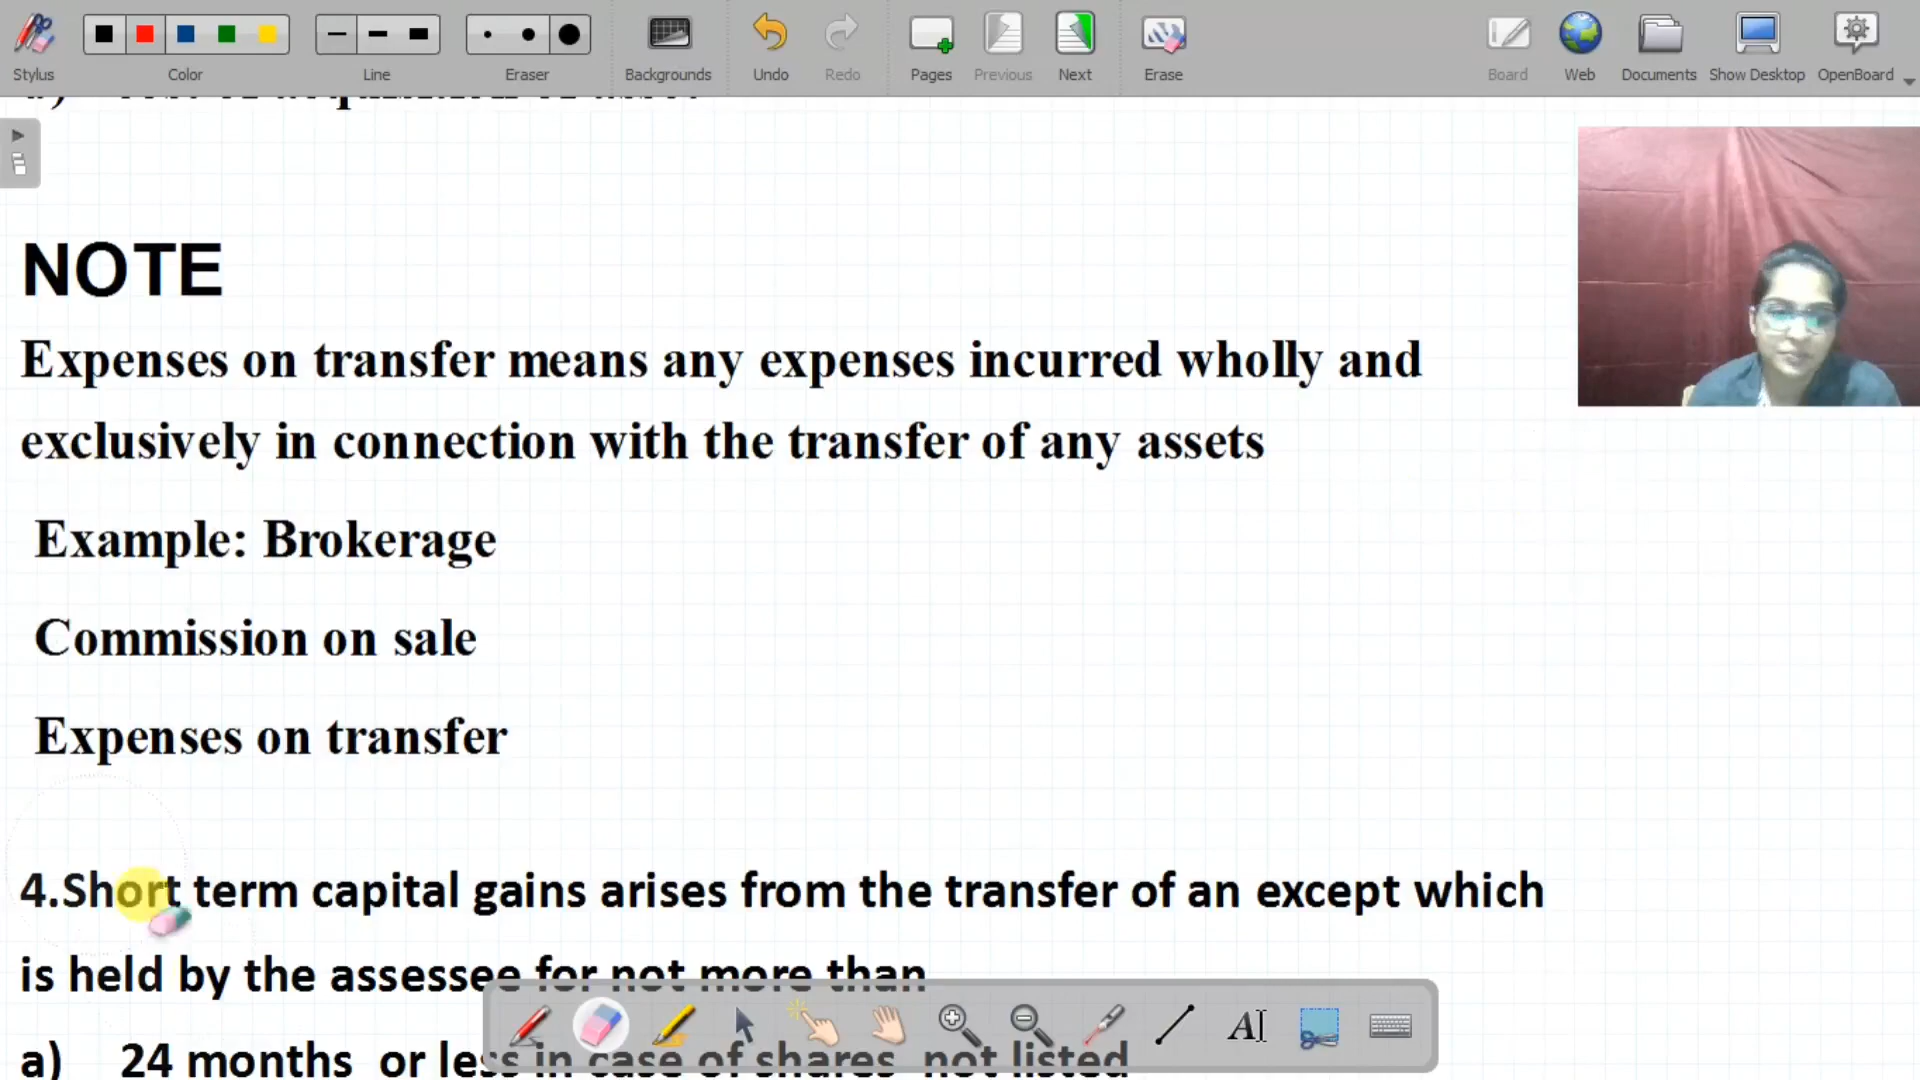 Stylus
Color
Line
Eraser
Backgrounds
Undo
Redo
Pages
Previous
Next
Erase
Board
Web
Documents
Show Desktop
OpenBoard
NOTE
Expenses on transfer means any expenses incurred wholly and
exclusively in connection with the transfer of any assets
Example: Brokerage
Commission on sale
Expenses on transfer
4.Short term capital gains arises from the transfer of an except which
is held by the assessee for not more than
a) 24 months or less in case of shares not listed